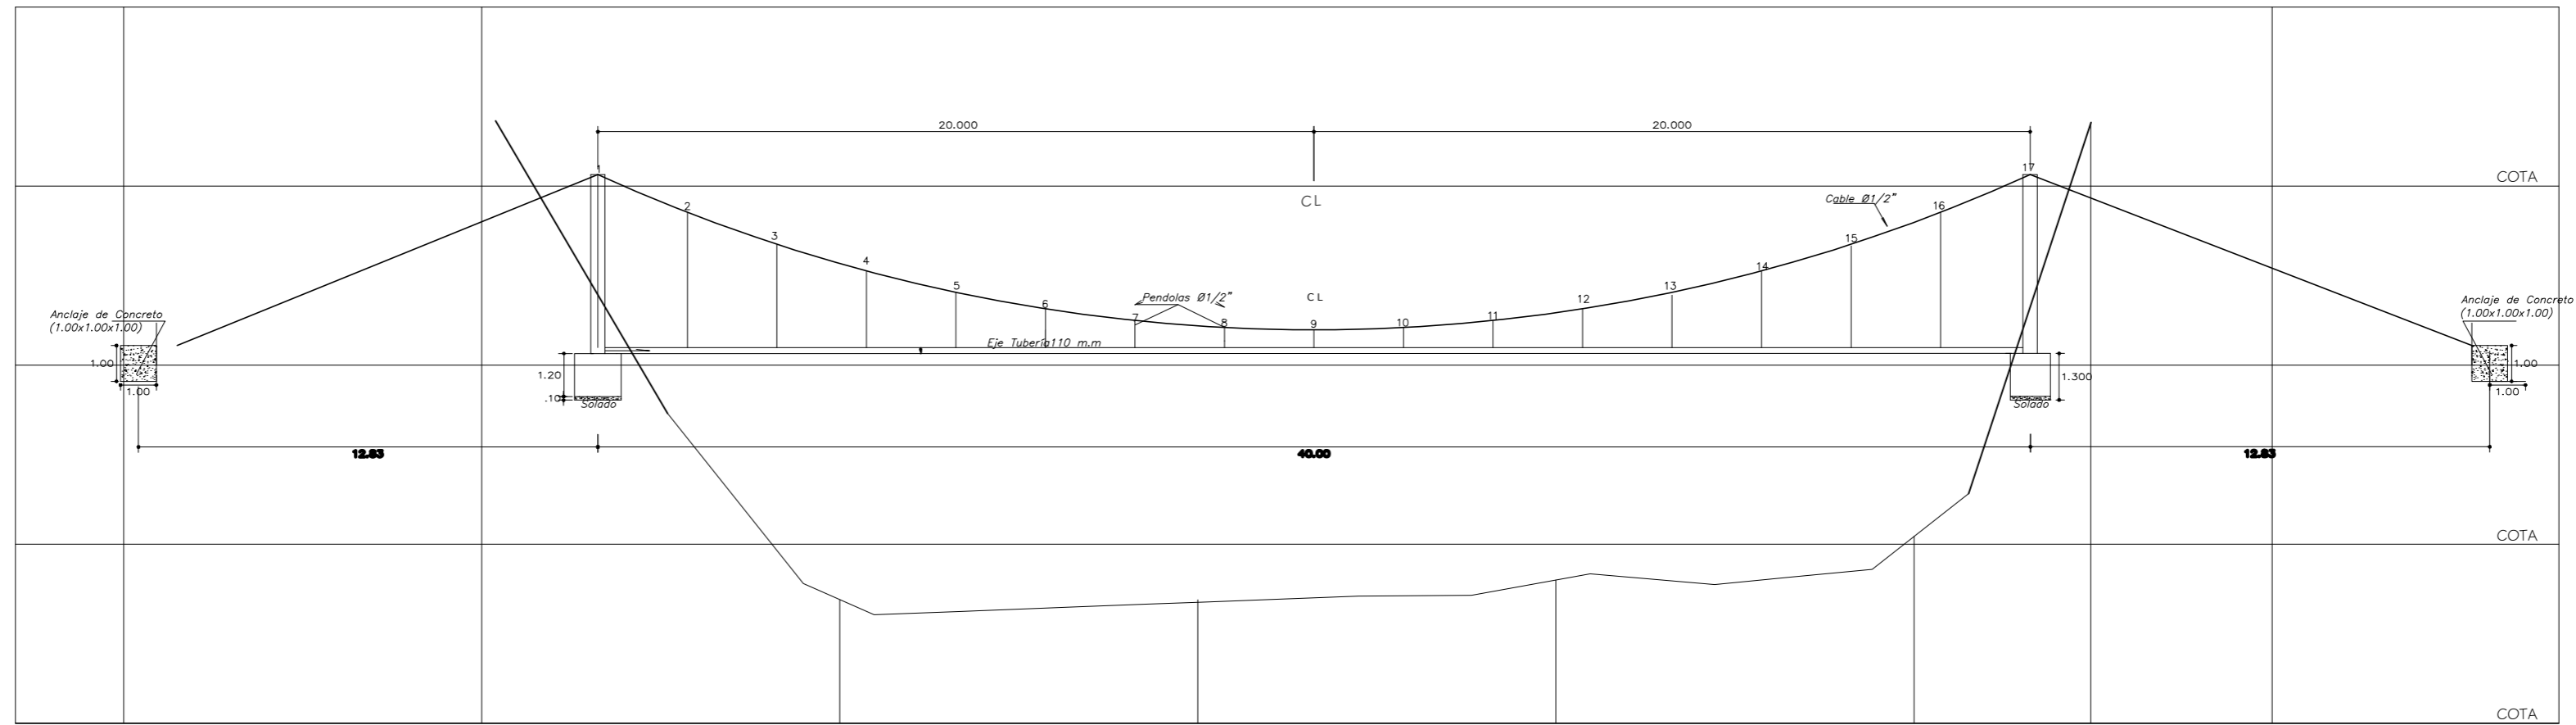 20.000
20.000
1
17
COTA
CL
Cable Ø1/2"
2
16
3
15
4
14
5
13
6
12
Pendolas Ø1/2"
CL
7
8
9
10
11
Eje Tubería110 m.m
Anclaje de Concreto
(1.00x1.00x1.00)
Anclaje de Concreto
(1.00x1.00x1.00)
1.00
1.00
1.20
.10
Solado
1.300
Solado
1.00
1.00
12.83
40.00
12.83
COTA
COTA